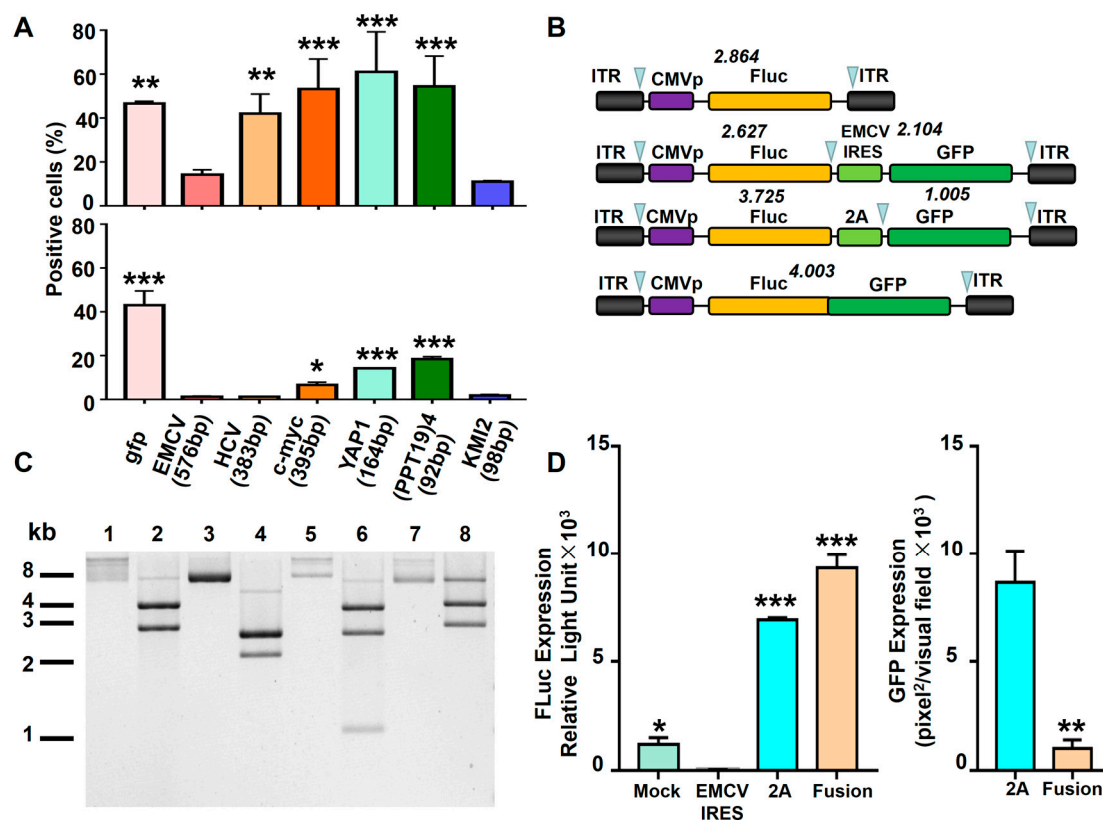 A
Positive cells (%)
80
60
40
20
0
** ** *** *** ***
80
60
40
20
0
*** * *** ***
gfp
EMCV
(576bp)
HCV
(383bp)
c-myc
(395bp)
YAP1
(164bp)
(PPT19)4
(92bp)
KMI2
(98bp)
B
2.864
ITR CMVp Fluc ITR
2.627 EMCV 2.104
ITR CMVp Fluc IRES GFP ITR
3.725 1.005
ITR CMVp Fluc 2A GFP ITR
4.003
ITR CMVp Fluc GFP ITR
C
kb 1 2 3 4 5 6 7 8
8
4
3
2
1
D
FLuc Expression
Relative Light Unit×10³
15
10
5
0
* *** ***
Mock
EMCV
IRES
2A
Fusion
GFP Expression
(pixel²/visual field ×10³)
15
10
5
0
**
2A
Fusion